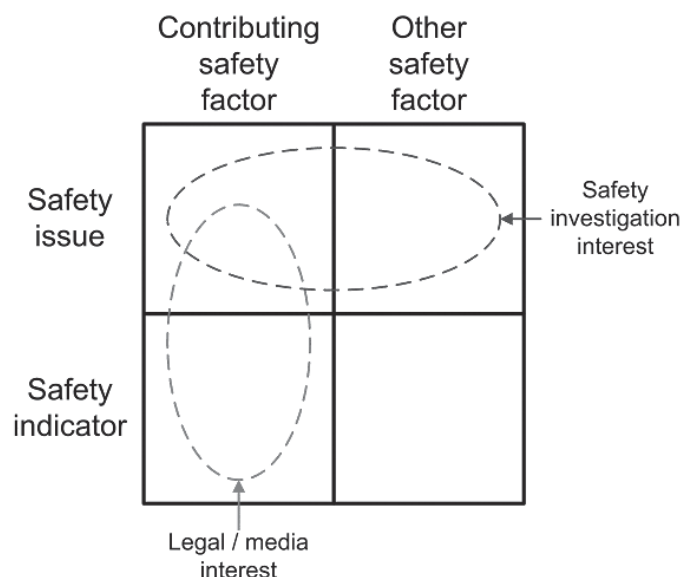 Contributing
safety
factor
Other
safety
factor
Safety
issue
Safety
investigation
interest
Safety
indicator
Legal / media
interest